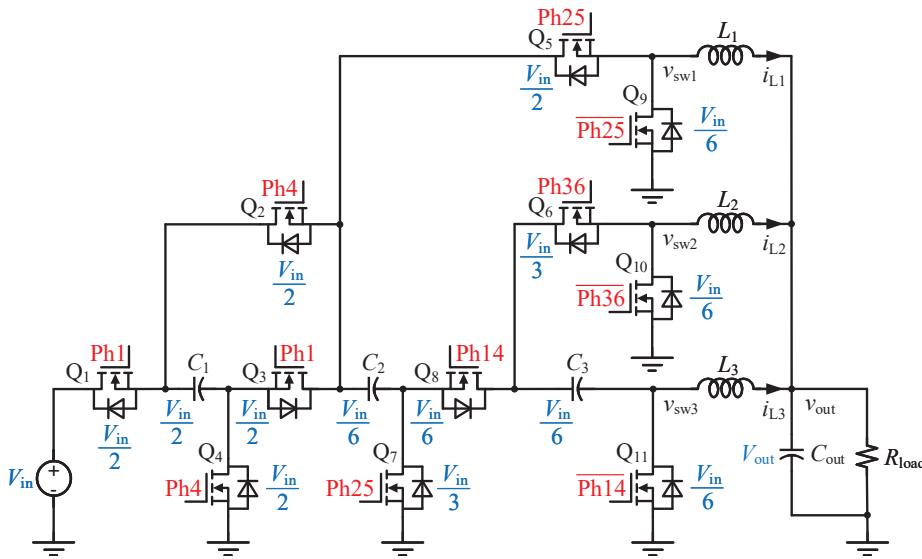 Ph25
Q5 L1
Vin/2 vsw1 iL1
Q9
Ph25 Vin/6
Ph4 Ph36
Q2 Q6 L2
Vin/3 vsw2 iL2
Vin/2 Q10
Ph36 Vin/6
Ph1 Ph1 Ph14
Q1 C1 Q3 C2 Q8 C3 L3
Vin/2 Vin/2 Vin/2 Vin/6 Vin/6 Vin/6 vsw3 iL3 vout
Q4 Q7 Q11
Vin + - Ph4 Vin/2 Ph25 Vin/3 Ph14 Vin/6 Vout Cout Rload